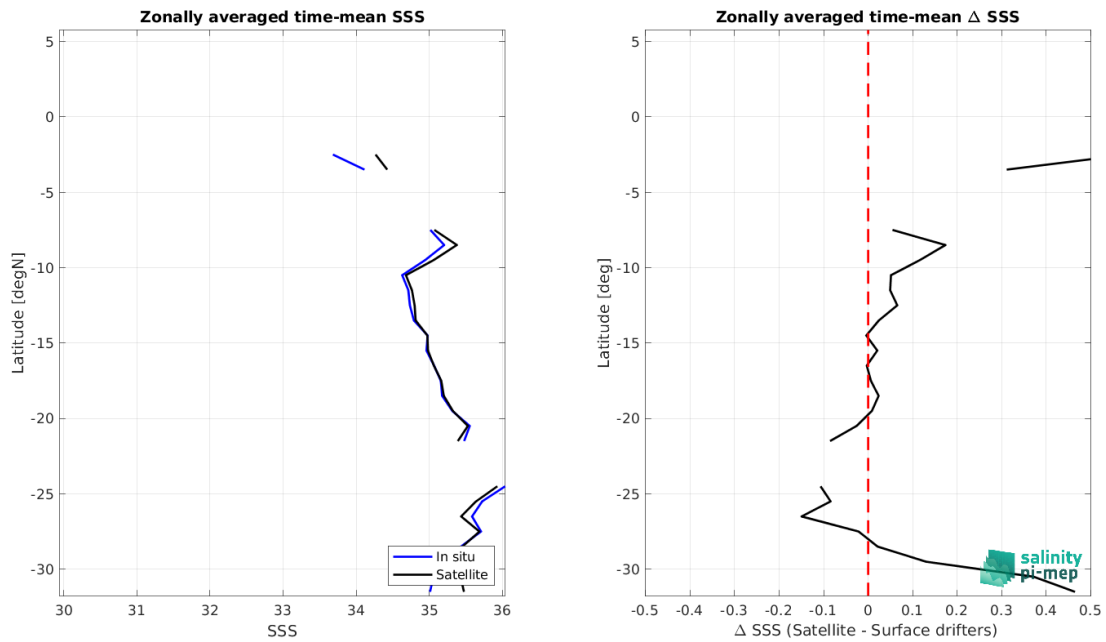 Zonally averaged time-mean SSS
5
0
-5
-10
-15
-20
-25
-30
Latitude [degN]
30 31 32 33 34 35 36
SSS
In situ
Satellite
Zonally averaged time-mean Δ SSS
5
0
-5
-10
-15
-20
-25
-30
Latitude [deg]
-0.5 -0.4 -0.3 -0.2 -0.1 0 0.1 0.2 0.3 0.4 0.5
Δ SSS (Satellite - Surface drifters)
salinity
pi-mep